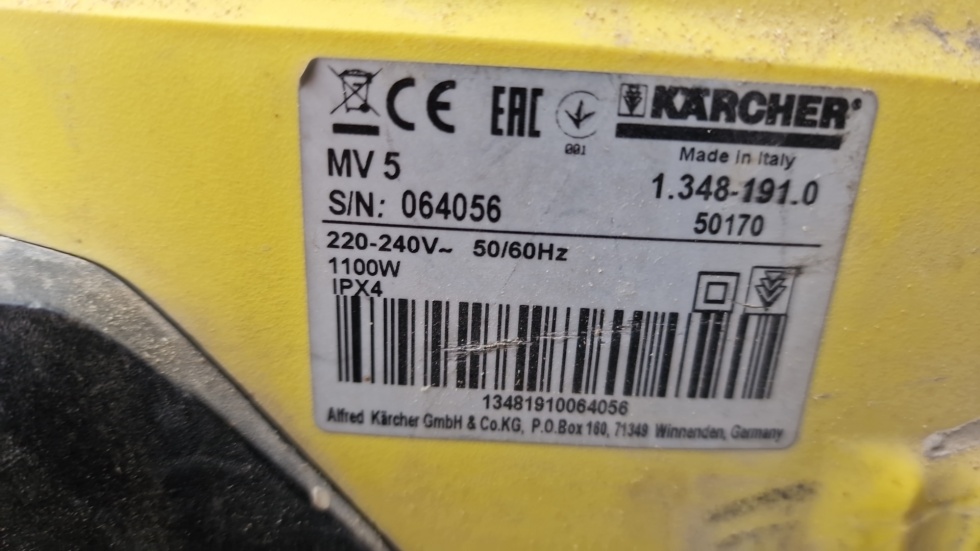 CE EAC 001 KÄRCHER
Made in Italy
MV 5
1.348-191.0
S/N: 064056
50170
220-240V~ 50/60Hz
1100W
IPX4
13481910064056
Alfred Kärcher GmbH & Co.KG, P.O.Box 160, 71349 Winnenden, Germany